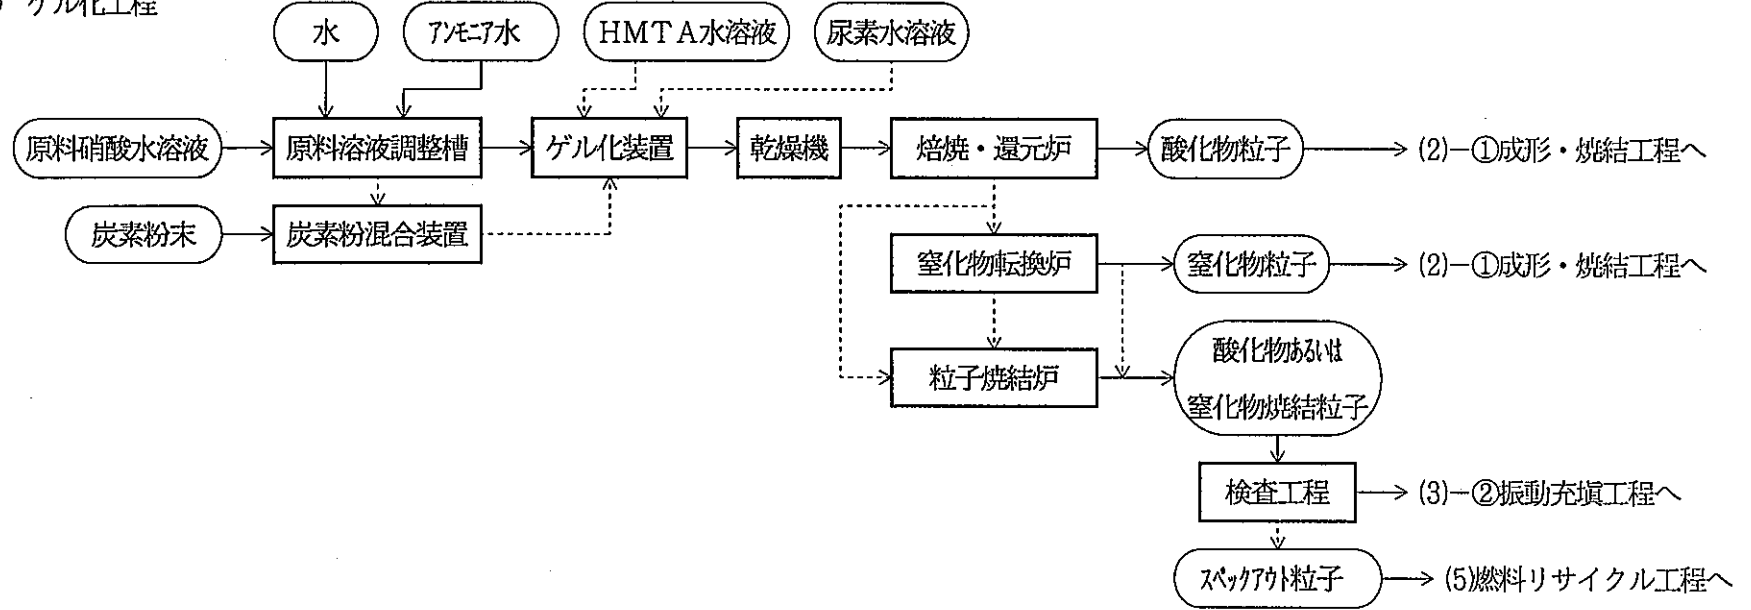 ゲル化工程
水
アンモニア水
HMTA水溶液
尿素水溶液
原料硝酸水溶液
原料溶液調整槽
ゲル化装置
乾燥機
焙焼・還元炉
酸化物粒子
(2)-①成形・焼結工程へ
炭素粉末
炭素粉混合装置
窒化物転換炉
窒化物粒子
(2)-①成形・焼結工程へ
粒子焼結炉
酸化物あるいは
窒化物焼結粒子
検査工程
(3)-②振動充塡工程へ
スペックアウト粒子
(5)燃料リサイクル工程へ